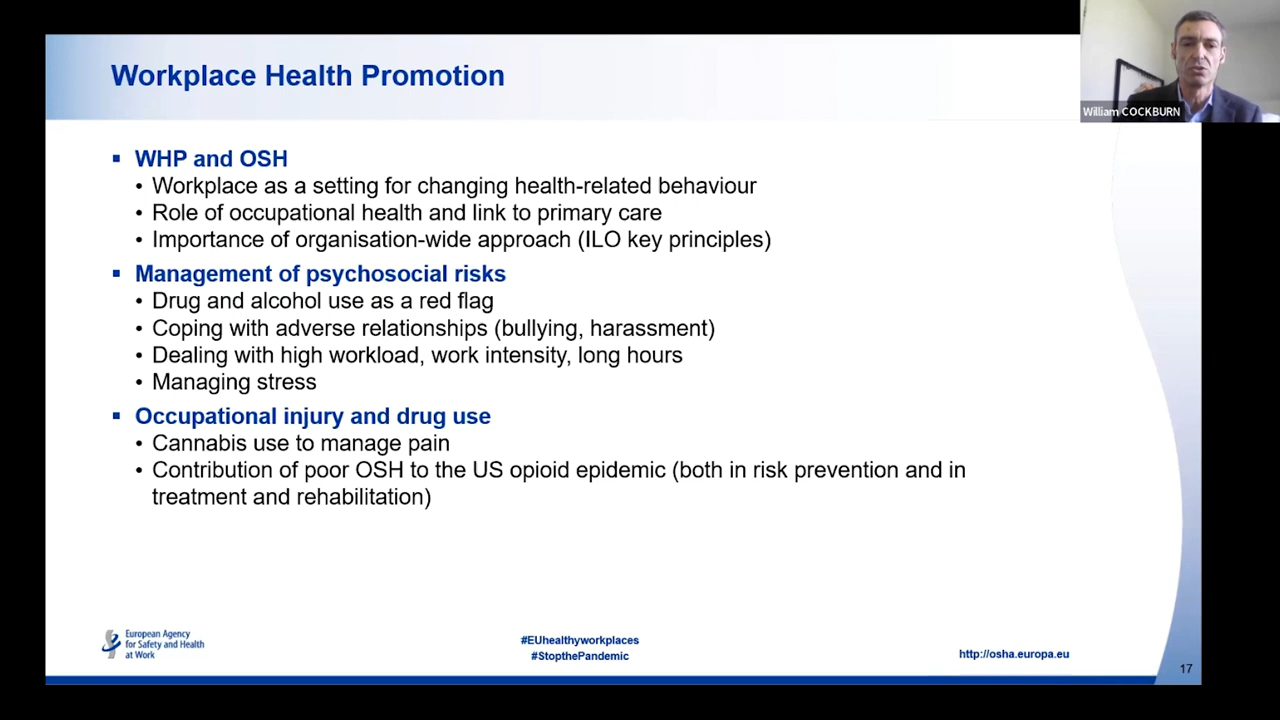 Workplace Health Promotion
William COCKBURN
▪ WHP and OSH
• Workplace as a setting for changing health-related behaviour
• Role of occupational health and link to primary care
• Importance of organisation-wide approach (ILO key principles)
▪ Management of psychosocial risks
• Drug and alcohol use as a red flag
• Coping with adverse relationships (bullying, harassment)
• Dealing with high workload, work intensity, long hours
• Managing stress
▪ Occupational injury and drug use
• Cannabis use to manage pain
• Contribution of poor OSH to the US opioid epidemic (both in risk prevention and in
treatment and rehabilitation)
European Agency
for Safety and Health
at Work
#EUhealthyworkplaces
#StopthePandemic
http://osha.europa.eu
17